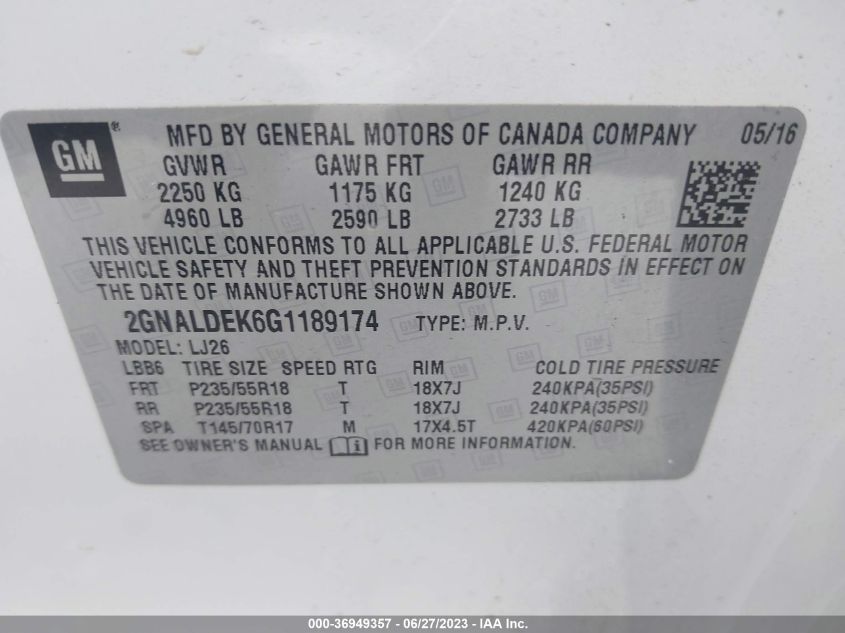 GM ® MFD BY GENERAL MOTORS OF CANADA COMPANY 05/16
GVWR GAWR FRT GAWR RR
2250 KG 1175 KG 1240 KG
4960 LB 2590 LB 2733 LB
THIS VEHICLE CONFORMS TO ALL APPLICABLE U.S. FEDERAL MOTOR
VEHICLE SAFETY AND THEFT PREVENTION STANDARDS IN EFFECT ON
THE DATE OF MANUFACTURE SHOWN ABOVE.
2GNALDEK6G1189174 TYPE: M.P.V.
MODEL: LJ26
LBB6 TIRE SIZE SPEED RTG RIM COLD TIRE PRESSURE
FRT P235/55R18 T 18X7J 240KPA(35PSI)
RR P235/55R18 T 18X7J 240KPA(35PSI)
SPA T145/70R17 M 17X4.5T 420KPA(60PSI)
SEE OWNER'S MANUAL FOR MORE INFORMATION.
000-36949357 - 06/27/2023 - IAA Inc.